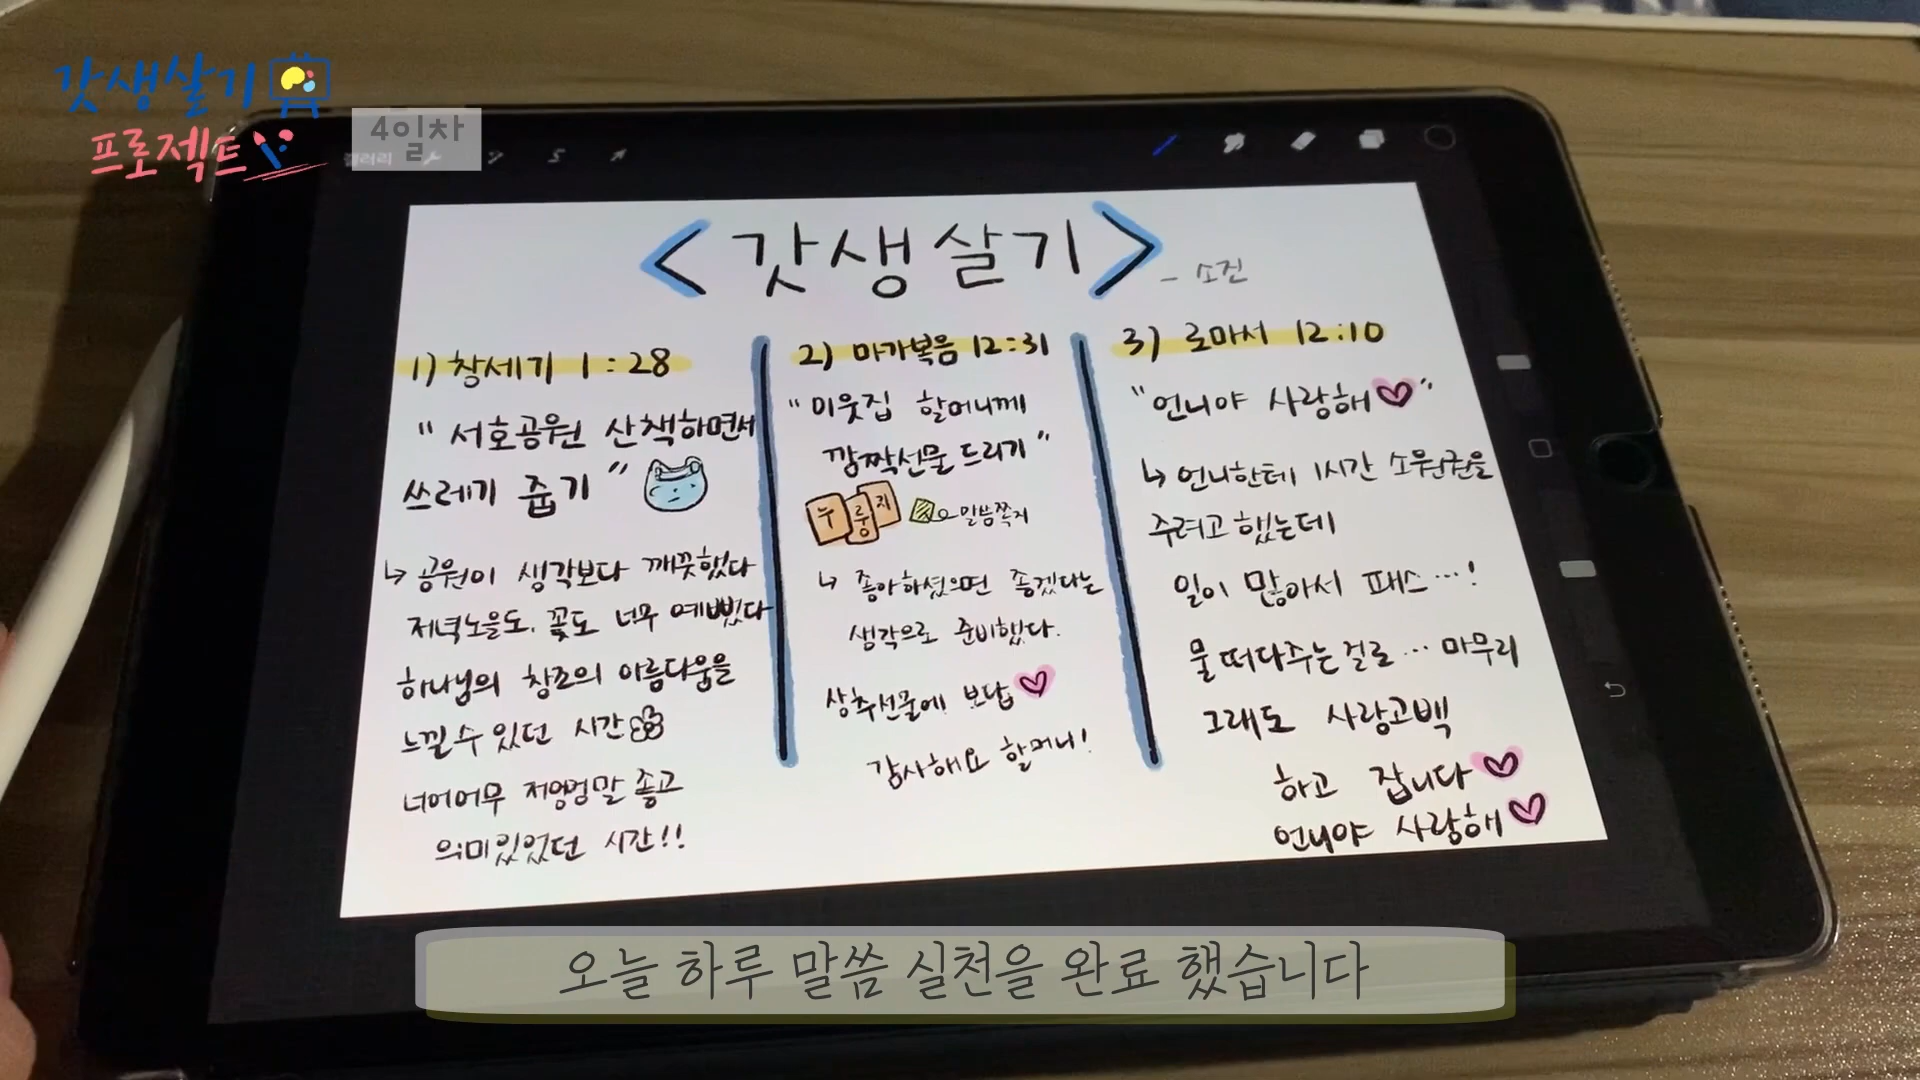 갓생살기
프로젝트
4일차
갤러리
<갓생살기>
- 소진
1) 창세기 1:28
"서호공원 산책하면서
쓰레기 줍기"
↳ 공원이 생각보다 깨끗했다
저녁노을도, 꽃도 너무 예뻤다
하나님의 창조의 아름다움을
느낄 수 있던 시간
너어어무 저엉엉말 좋고
의미있었던 시간!!
2) 마가복음 12:31
"이웃집 할머니께
깜짝선물 드리기"
누룽지
말씀쪽지
↳ 좋아하셨으면 좋겠다는
생각으로 준비했다.
상추선물에 보답♡
감사해요 할머니!
3) 로마서 12:10
"언니야 사랑해♡"
↳ 언니한테 1시간 소원권을
주려고 했는데
일이 많아서 패스…!
물 떠다주는걸로… 마무리
그래도 사랑고백
하고 잡니다♡
언니야 사랑해♡
오늘 하루 말씀 실천을 완료 했습니다